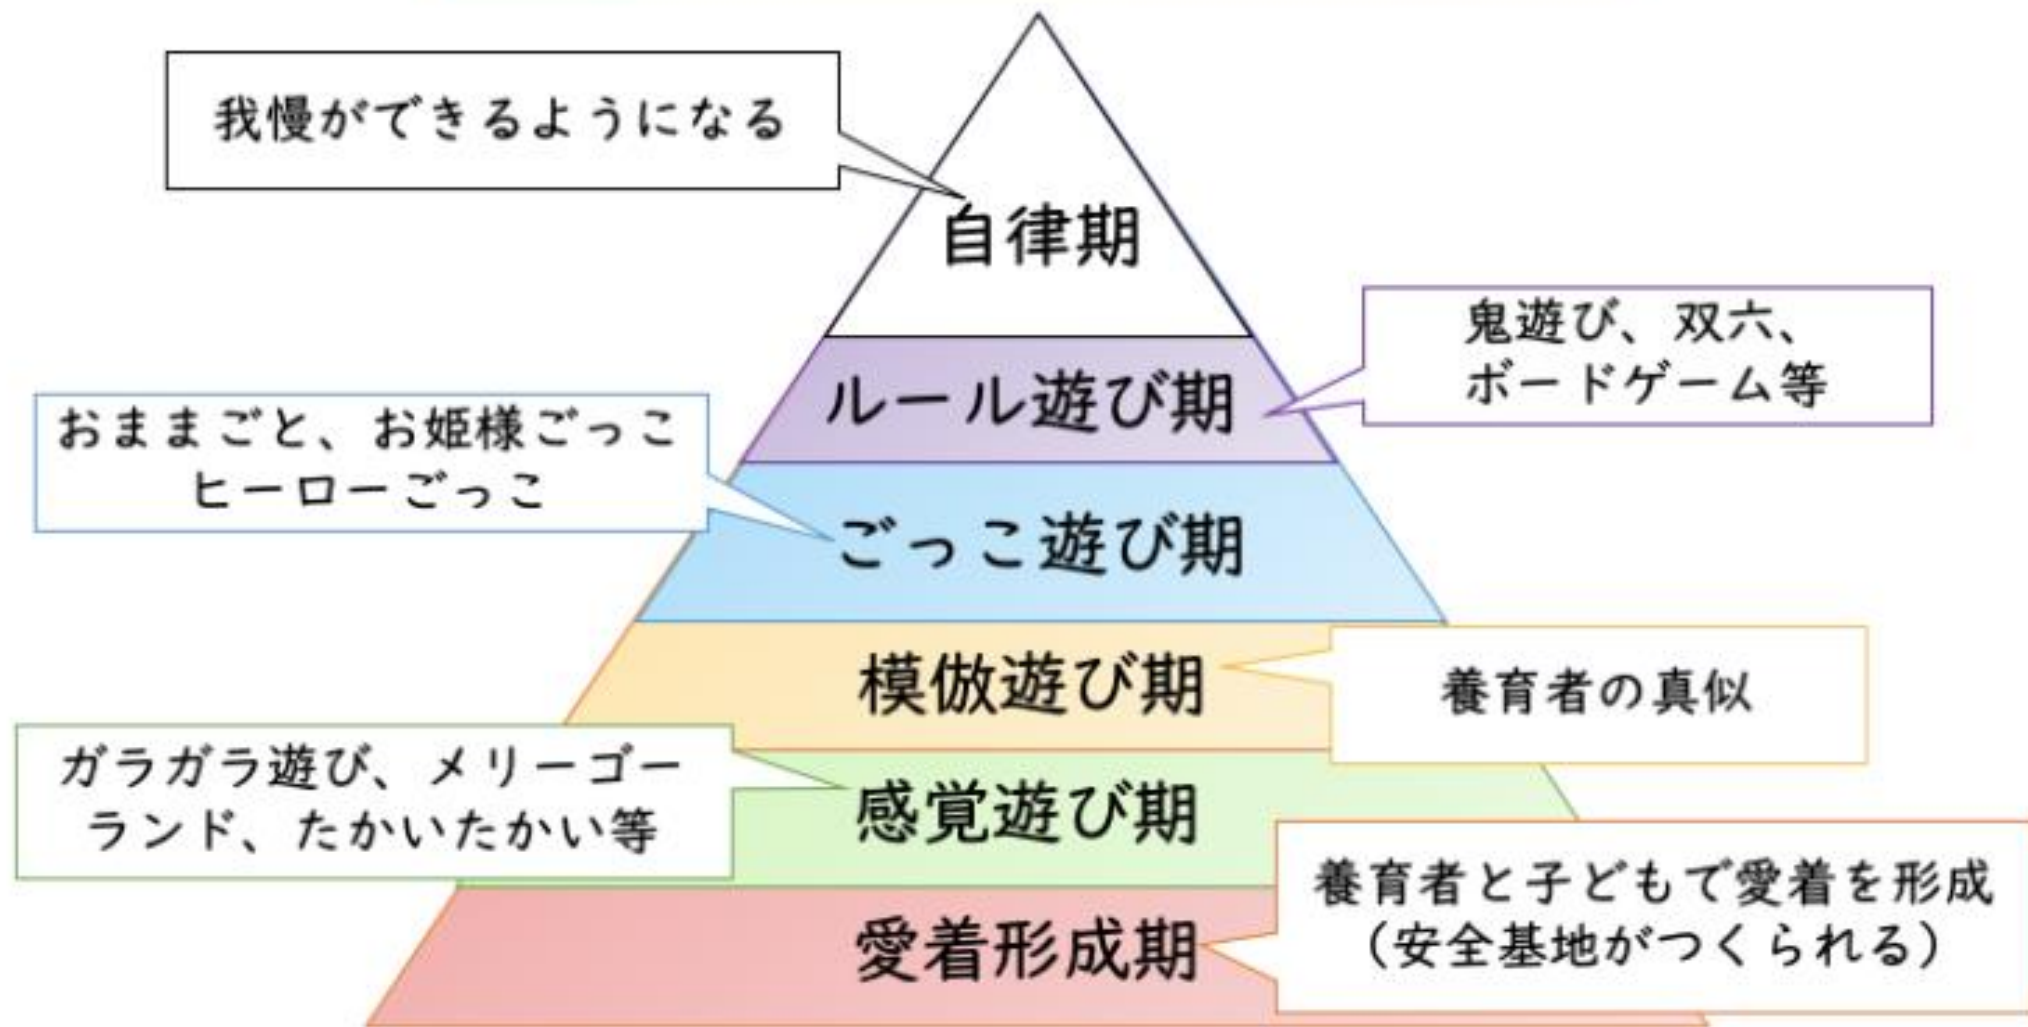 我慢ができるようになる
自律期
鬼遊び、双六、
ボードゲーム等
ルール遊び期
おままごと、お姫様ごっこ
ヒーローごっこ
ごっこ遊び期
模倣遊び期
養育者の真似
ガラガラ遊び、メリーゴー
ランド、たかいたかい等
感覚遊び期
養育者と子どもで愛着を形成
（安全基地がつくられる）
愛着形成期